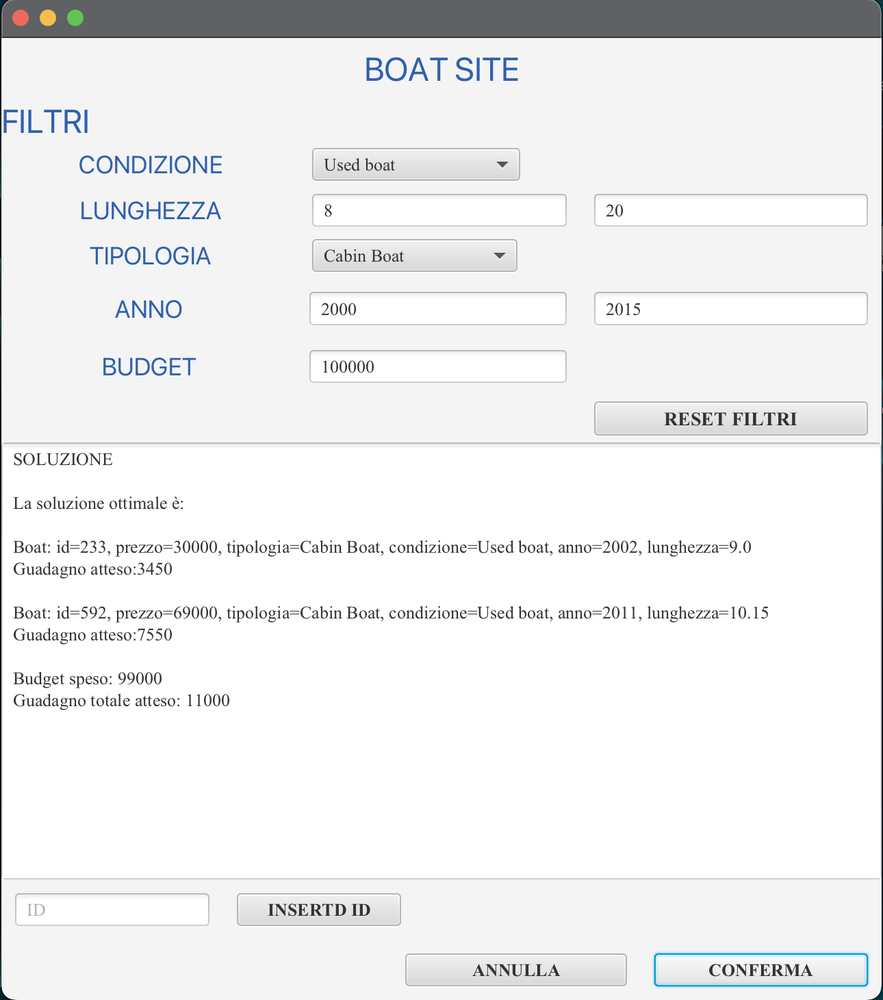 BOAT SITE
FILTRI
CONDIZIONE Used boat
LUNGHEZZA 8 20
TIPOLOGIA Cabin Boat
ANNO 2000 2015
BUDGET 100000
RESET FILTRI
SOLUZIONE
La soluzione ottimale è:
Boat: id=233, prezzo=30000, tipologia=Cabin Boat, condizione=Used boat, anno=2002, lunghezza=9.0
Guadagno atteso:3450
Boat: id=592, prezzo=69000, tipologia=Cabin Boat, condizione=Used boat, anno=2011, lunghezza=10.15
Guadagno atteso:7550
Budget speso: 99000
Guadagno totale atteso: 11000
ID INSERTD ID
ANNULLA CONFERMA